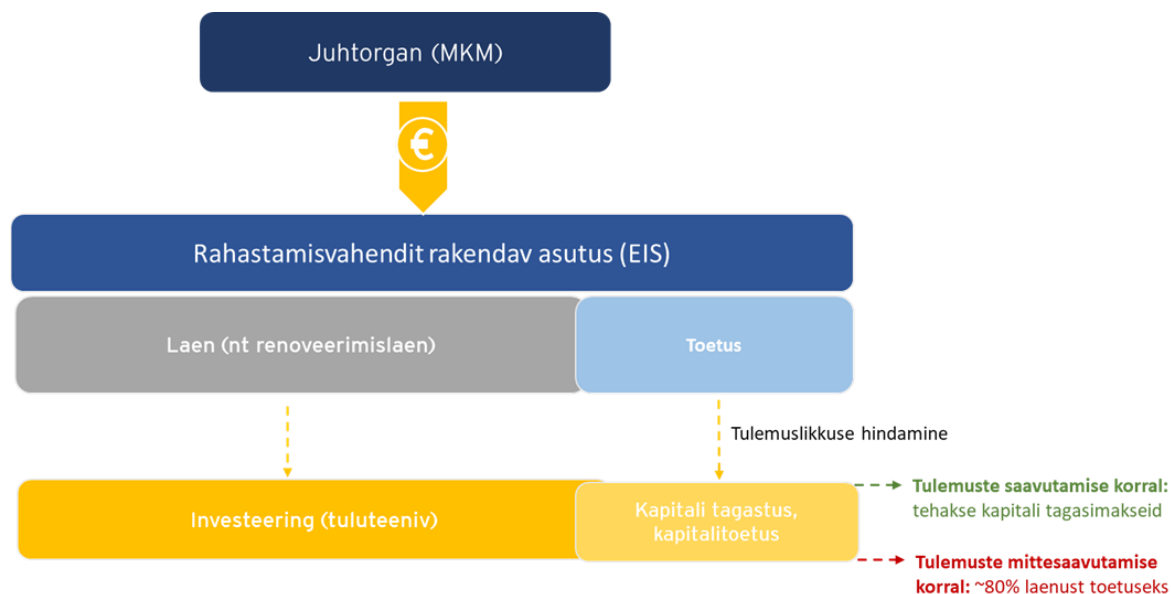 Juhtorgan (MKM)
€
Rahastamisvahendit rakendav asutus (EIS)
Laen (nt renoveerimislaen)
Toetus
Tulemuslikkuse hindamine
Investeering (tuluteeniv)
Kapitali tagastus,
kapitalitoetus
Tulemuste saavutamise korral:
tehakse kapitali tagasimakseid
Tulemuste mittesaavutamise
korral: ~80% laenust toetuseks